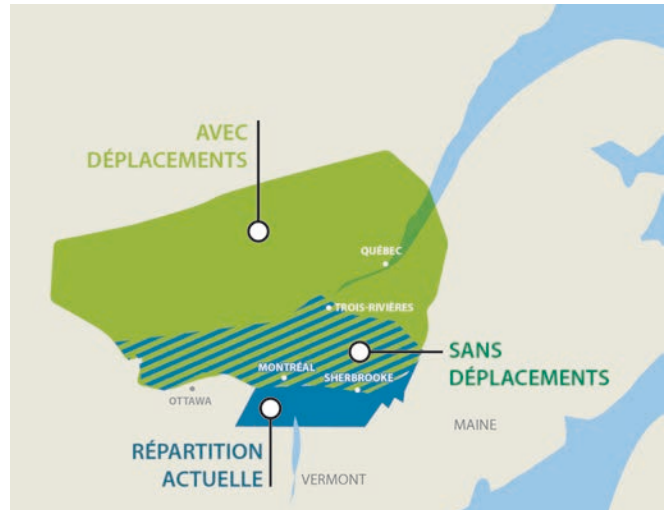 AVEC
DÉPLACEMENTS
QUÉBEC
TROIS-RIVIÈRES
SANS
DÉPLACEMENTS
MONTRÉAL
SHERBROOKE
OTTAWA
MAINE
RÉPARTITION
ACTUELLE
VERMONT